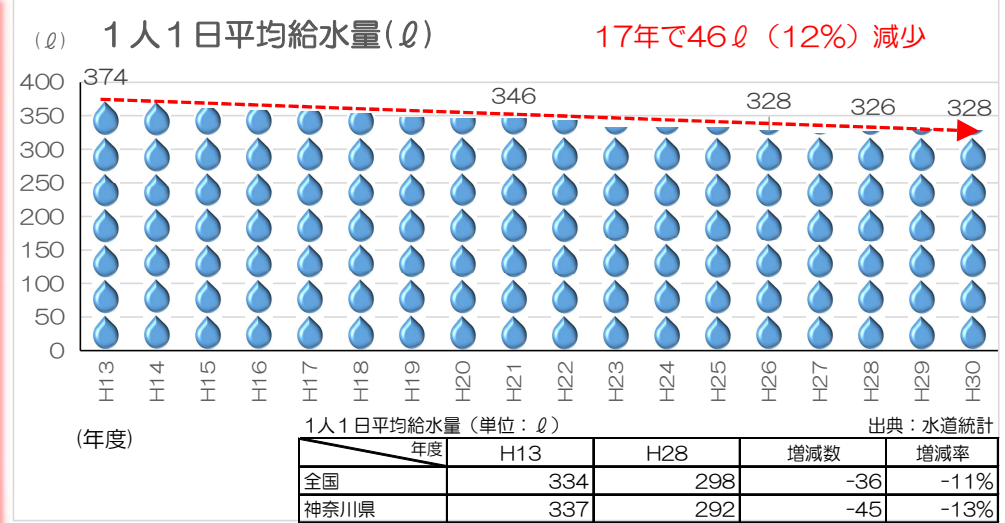 (ℓ) １人１日平均給水量(ℓ) 17年で46ℓ（12%）減少
400
350
300
250
200
150
100
50
0
374 346 328 326 328
H13 H14 H15 H16 H17 H18 H19 H20 H21 H22 H23 H24 H25 H26 H27 H28 H29 H30
(年度)
1人１日平均給水量（単位：ℓ） 出典：水道統計
年度 H13 H28 増減数 増減率
全国 334 298 -36 -11%
神奈川県 337 292 -45 -13%